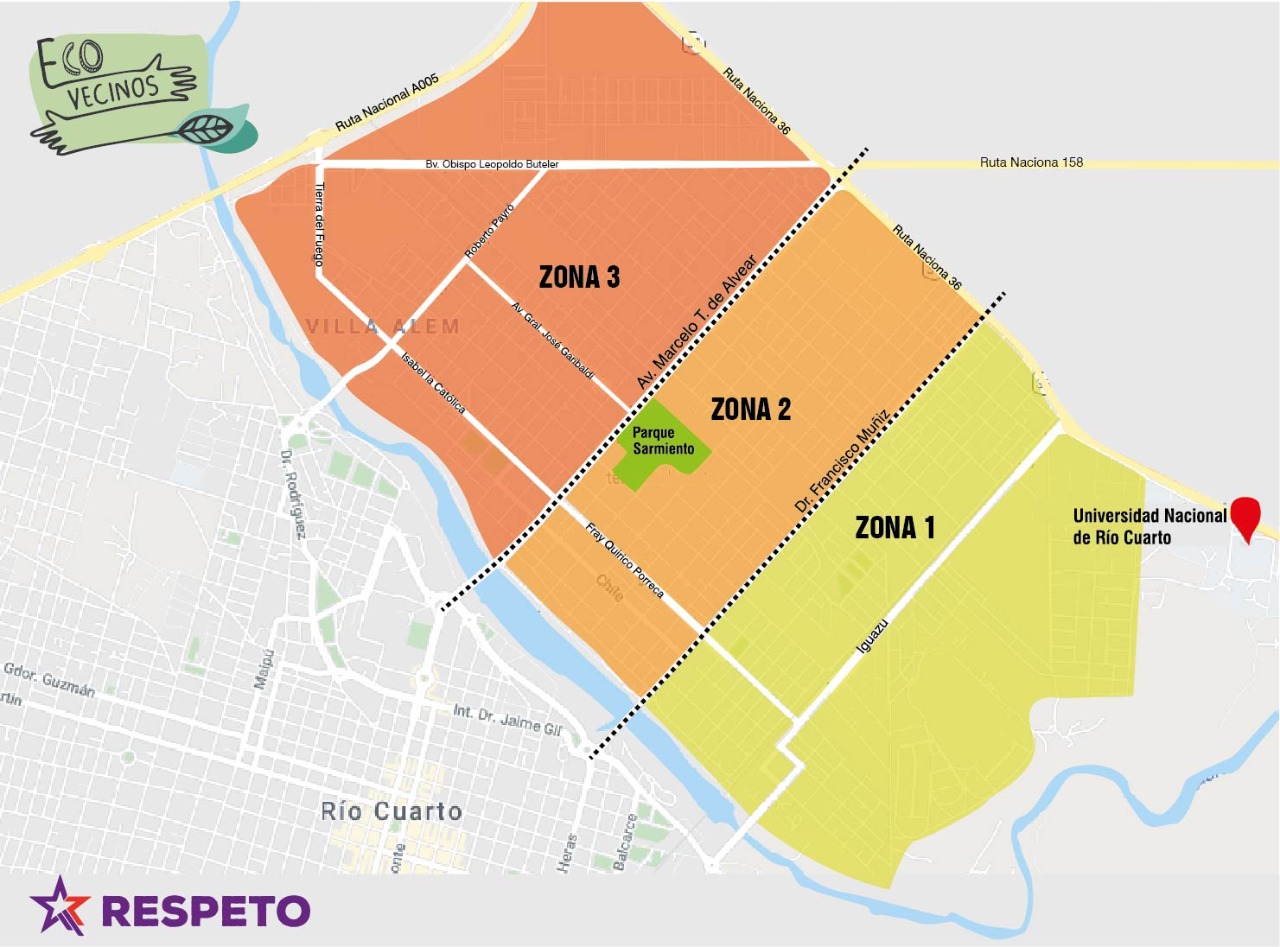 ECO
VECINOS
Ruta Nacional A005
Ruta Naciona 36
Bv. Obispo Leopoldo Buteler
Ruta Naciona 158
Tierra del Fuego
Roberto Payró
ZONA 3
Ruta Naciona 36
Av. Marcelo T. de Alvear
VILLA ALEM
Av. Gral. José Garibaldi
Isabel la Católica
ZONA 2
Parque
Sarmiento
Dr. Francisco Muñiz
ZONA 1
Universidad Nacional
de Río Cuarto
Dr. Rodríguez
Fray Quirico Porreca
Chile
Iguazu
Maipú
Gdor. Guzmán
Int. Dr. Jaime Gil
Río Cuarto
Heras
Balcarce
RESPETO